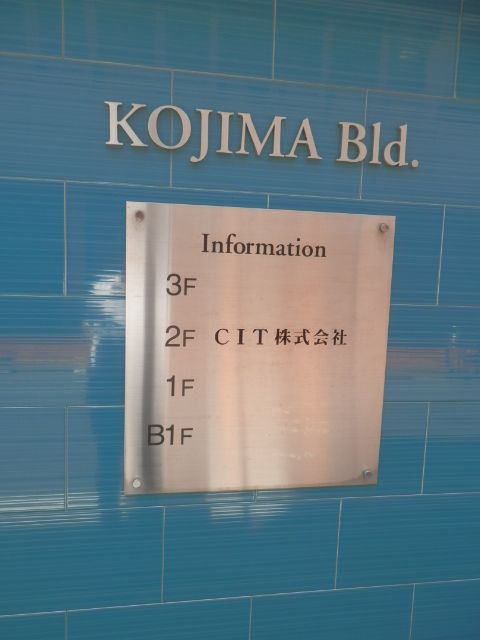 KOJIMA Bld.
Information
3F
2F CIT株式会社
1F
B1F